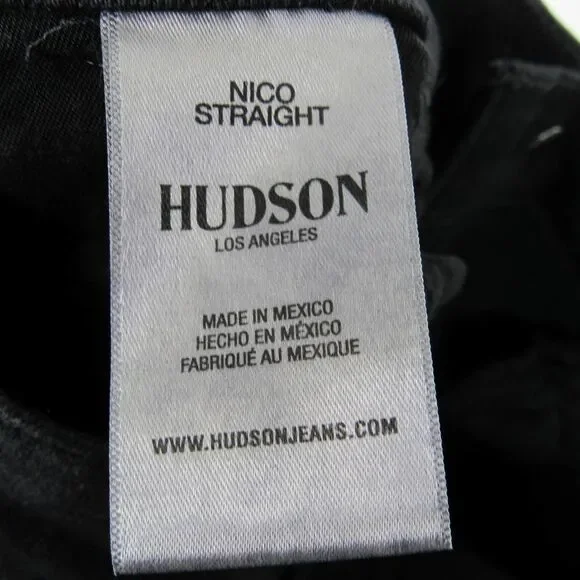 NICO
STRAIGHT
HUDSON
LOS ANGELES
MADE IN MEXICO
HECHO EN MÉXICO
FABRIQUÉ AU MEXIQUE
WWW.HUDSONJEANS.COM